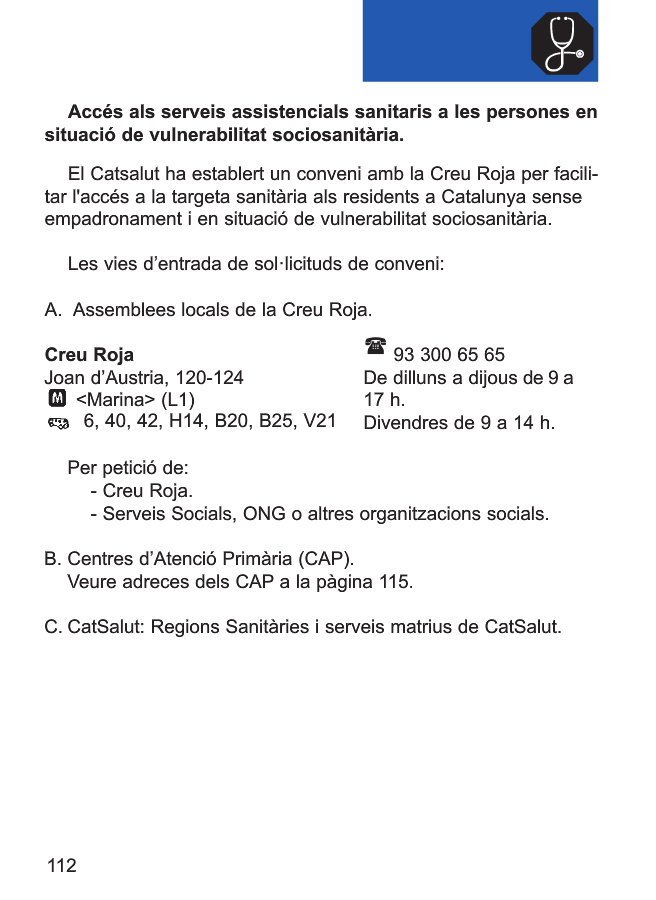 Accés als serveis assistencials sanitaris a les persones en
situació de vulnerabilitat sociosanitària.
El Catsalut ha establert un conveni amb la Creu Roja per facili-
tar l'accés a la targeta sanitària als residents a Catalunya sense
empadronament i en situació de vulnerabilitat sociosanitària.
Les vies d’entrada de sol·licituds de conveni:
A. Assemblees locals de la Creu Roja.
Creu Roja
Joan d’Austria, 120-124
M <Marina> (L1)
6, 40, 42, H14, B20, B25, V21
93 300 65 65
De dilluns a dijous de 9 a
17 h.
Divendres de 9 a 14 h.
Per petició de:
- Creu Roja.
- Serveis Socials, ONG o altres organitzacions socials.
B. Centres d’Atenció Primària (CAP).
Veure adreces dels CAP a la pàgina 115.
C. CatSalut: Regions Sanitàries i serveis matrius de CatSalut.
112